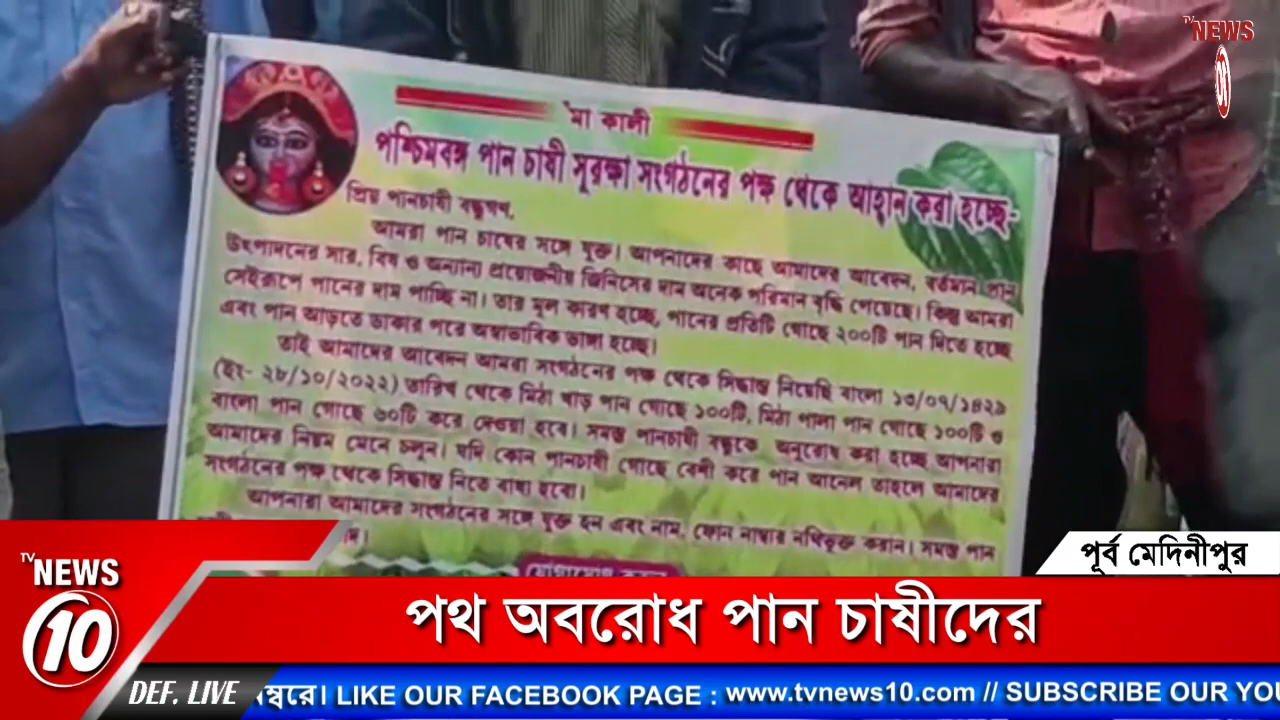 TV NEWS
মা কালী
পশ্চিমবঙ্গ পান চাষী সুরক্ষা সংগঠনের পক্ষ থেকে আহ্বান করা হচ্ছে-
প্রিয় পানচাষী বন্ধুগণ,
আমরা পান চাষের সঙ্গে যুক্ত। আপনাদের কাছে আমাদের আবেদন, বর্তমান পান
উৎপাদনের সার, বিষ ও অন্যান্য প্রয়োজনীয় জিনিসের দাম অনেক পরিমান বৃদ্ধি পেয়েছে। কিন্তু আমরা
সেইরূপে পানের দাম পাচ্ছি না। তার মূল কারণ হচ্ছে, পানের প্রতিটি গোছে ২০০টি পান দিতে হচ্ছে
এবং পান আড়তে ডাকার পরে অস্বাভাবিক ভাঙ্গা হচ্ছে।
তাই আমাদের আবেদন আমরা সংগঠনের পক্ষ থেকে সিদ্ধান্ত নিয়েছি বাংলা ১৩/০৭/১৪২৯
(ইং- ২৮/১০/২০২২) তারিখ থেকে মিঠা খাড় পান গোছে ১০০টি, মিঠা পালা পান গোছে ১০০টি ও
বাংলা পান গোছে ৬০টি করে দেওয়া হবে। সমস্ত পানচাষী বন্ধুকে অনুরোধ করা হচ্ছে আপনারা
আমাদের নিয়ম মেনে চলুন। যদি কোন পানচাষী গোছে বেশী করে পান আনেন তাহলে আমাদের
সংগঠনের পক্ষ থেকে সিদ্ধান্ত নিতে বাধ্য হবো।
আপনারা আমাদের সংগঠনের সঙ্গে যুক্ত হন এবং নাম, ফোন নাম্বার নথিভুক্ত করান। সমস্ত পান
যোগাযোগ করুন
পূর্ব মেদিনীপুর
TV NEWS
10
পথ অবরোধ পান চাষীদের
DEF. LIVE
ম্বরে। LIKE OUR FACEBOOK PAGE : www.tvnews10.com // SUBSCRIBE OUR YOU